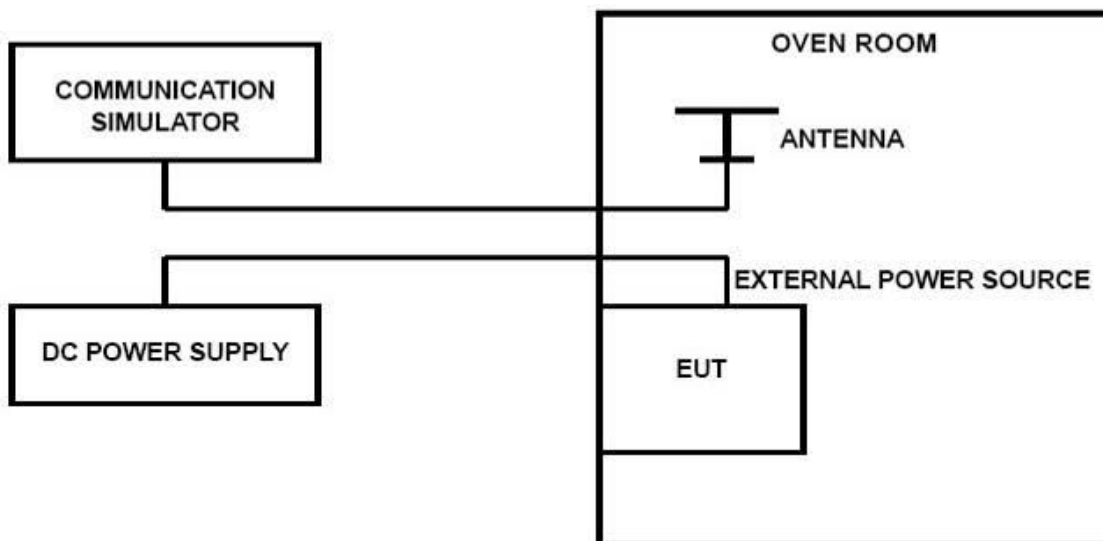 OVEN ROOM
COMMUNICATION
SIMULATOR
ANTENNA
EXTERNAL POWER SOURCE
DC POWER SUPPLY
EUT